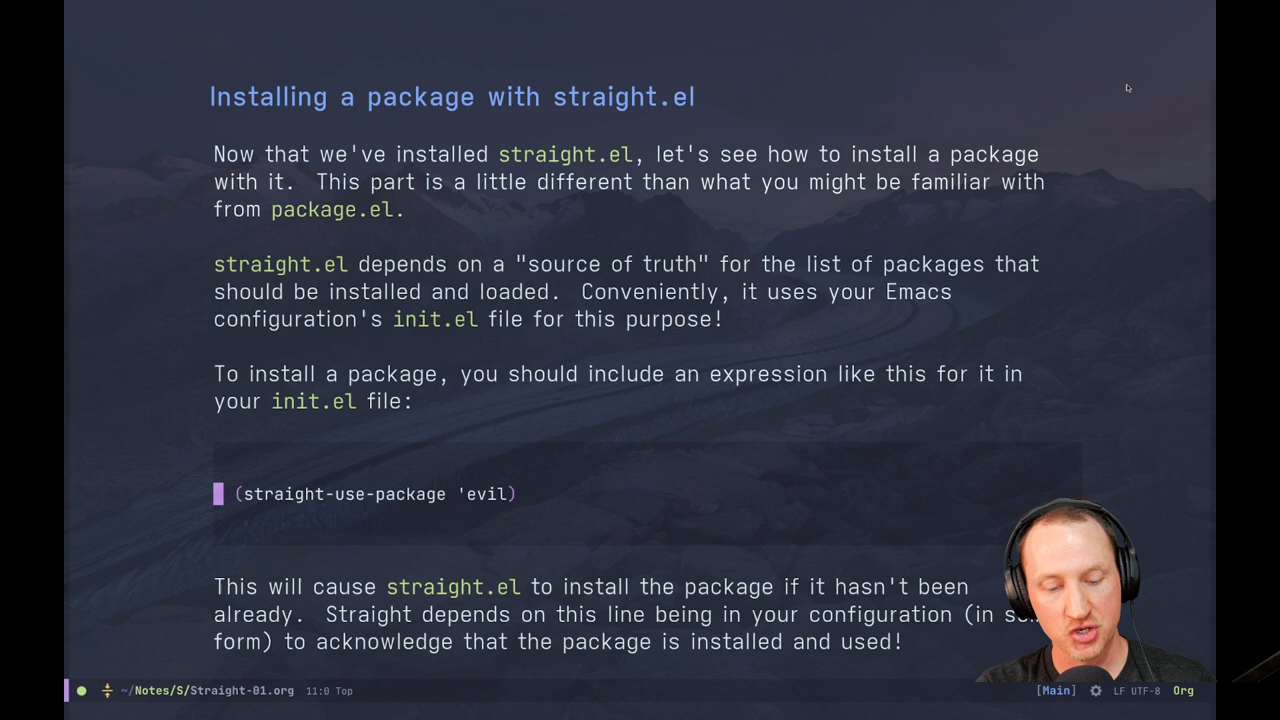 Installing a package with straight.el
Now that we've installed straight.el, let's see how to install a package
with it.  This part is a little different than what you might be familiar with
from package.el.
straight.el depends on a "source of truth" for the list of packages that
should be installed and loaded.  Conveniently, it uses your Emacs
configuration's init.el file for this purpose!
To install a package, you should include an expression like this for it in
your init.el file:
(straight-use-package 'evil)
This will cause straight.el to install the package if it hasn't been
already.  Straight depends on this line being in your configuration (in
form) to acknowledge that the package is installed and used!
~/Notes/S/Straight-01.org 11:0 Top [Main] LF UTF-8 Org